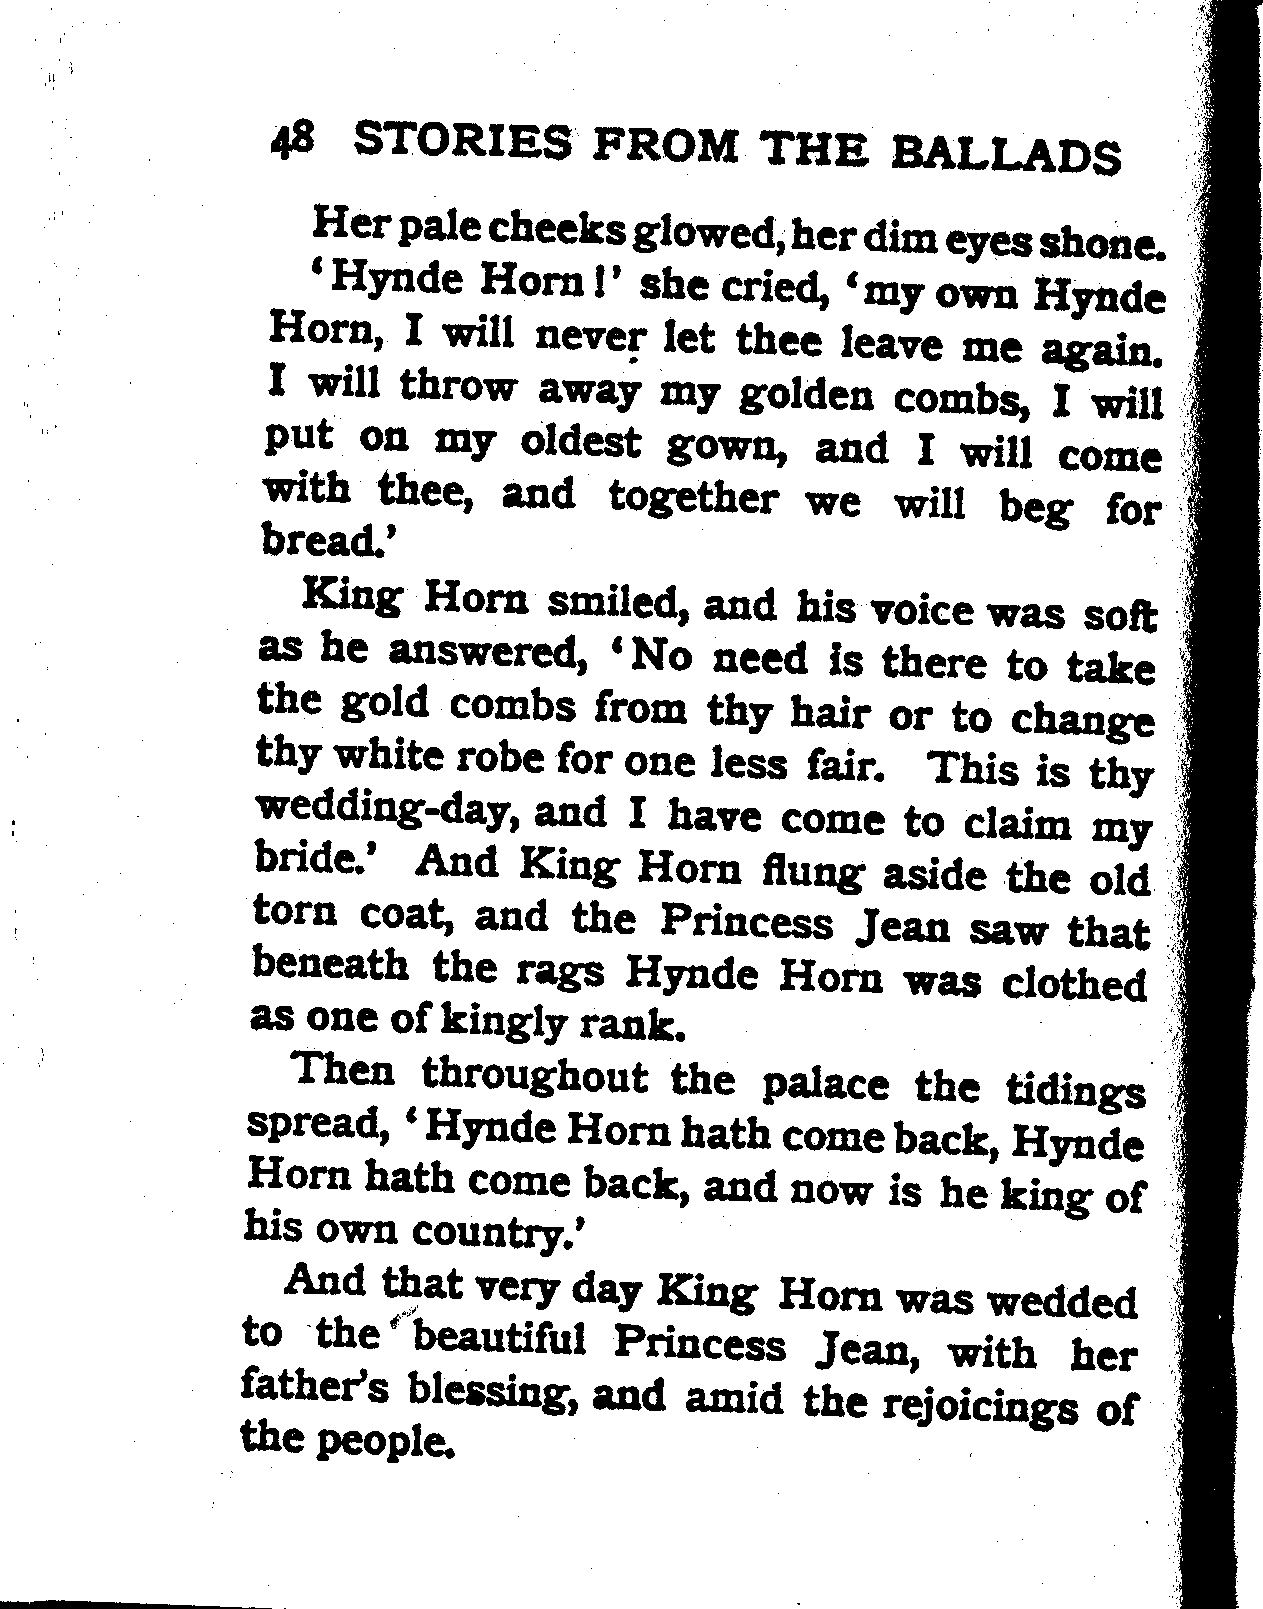 48 STORIES FROM THE BALLADS
Her pale cheeks glowed, her dim eyes shone.
‘Hynde Horn!’ she cried, ‘my own Hynde
Horn, I will never let thee leave me again.
I will throw away my golden combs, I will
put on my oldest gown, and I will come
with thee, and together we will beg for
bread.’
King Horn smiled, and his voice was soft
as he answered, ‘No need is there to take
the gold combs from thy hair or to change
thy white robe for one less fair. This is thy
wedding-day, and I have come to claim my
bride.’ And King Horn flung aside the old
torn coat, and the Princess Jean saw that
beneath the rags Hynde Horn was clothed
as one of kingly rank.
Then throughout the palace the tidings
spread, ‘Hynde Horn hath come back, Hynde
Horn hath come back, and now is he king of
his own country.’
And that very day King Horn was wedded
to the beautiful Princess Jean, with her
father’s blessing, and amid the rejoicings of
the people.